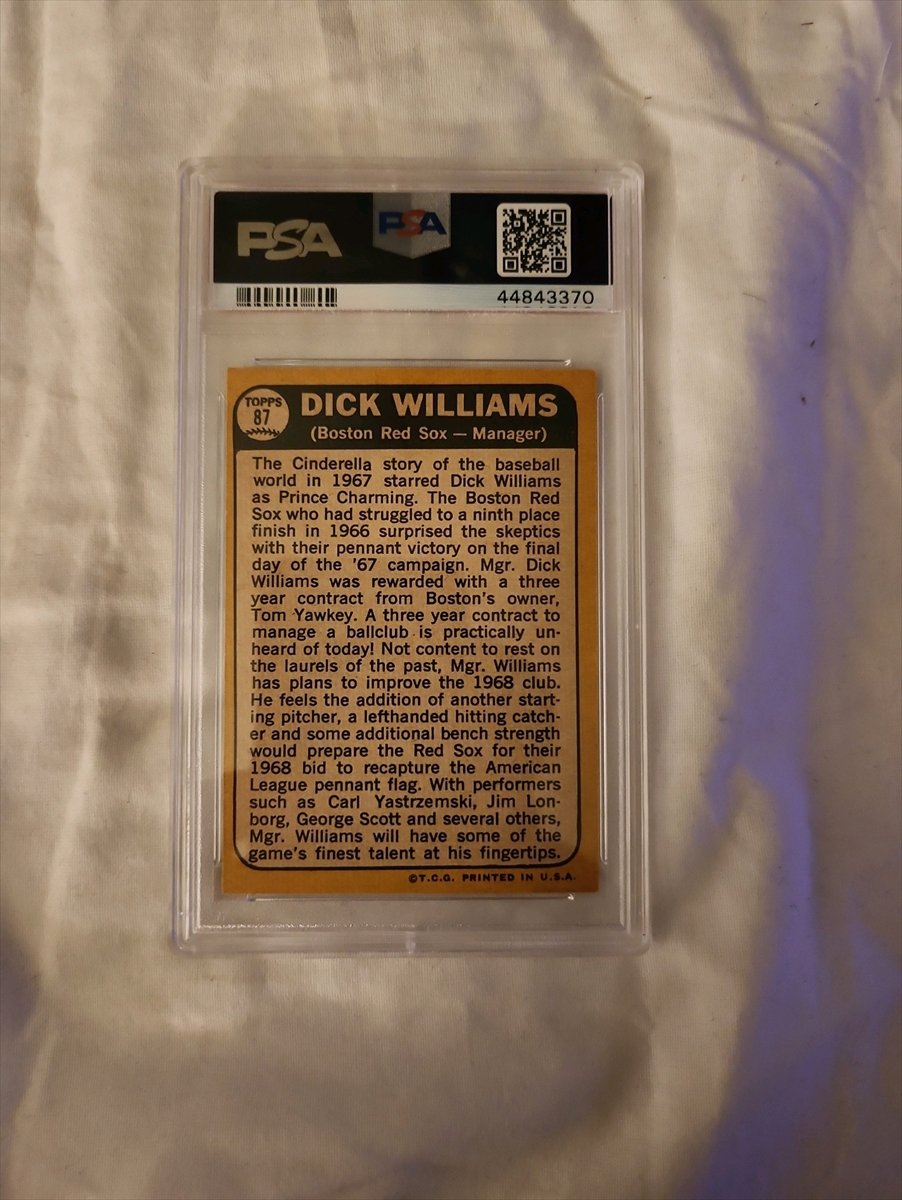 PSA
PSA
44843370
TOPPS
87
DICK WILLIAMS
(Boston Red Sox — Manager)
The Cinderella story of the baseball
world in 1967 starred Dick Williams
as Prince Charming. The Boston Red
Sox who had struggled to a ninth place
finish in 1966 surprised the skeptics
with their pennant victory on the final
day of the '67 campaign. Mgr. Dick
Williams was rewarded with a three
year contract from Boston's owner,
Tom Yawkey. A three year contract to
manage a ballclub is practically un-
heard of today! Not content to rest on
the laurels of the past, Mgr. Williams
has plans to improve the 1968 club.
He feels the addition of another start-
ing pitcher, a lefthanded hitting catch-
er and some additional bench strength
would prepare the Red Sox for their
1968 bid to recapture the American
League pennant flag. With performers
such as Carl Yastrzemski, Jim Lon-
borg, George Scott and several others,
Mgr. Williams will have some of the
game's finest talent at his fingertips.
©T.C.G. PRINTED IN U.S.A.